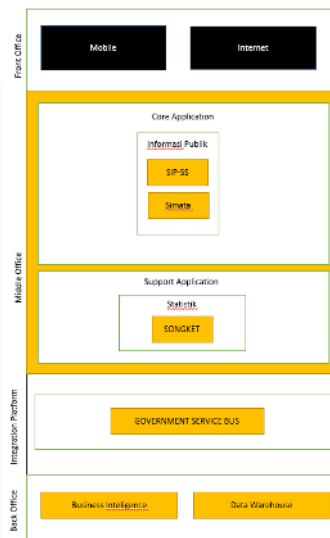 Front Office
Mobile
Internet
Middle Office
Core Application
Informasi Publik
SIP-SS
Simata
Support Application
Statistik
SONGKET
Integration Platform
GOVERNMENT SERVICE BUS
Back Office
Business Inteligence
Data Warehouse